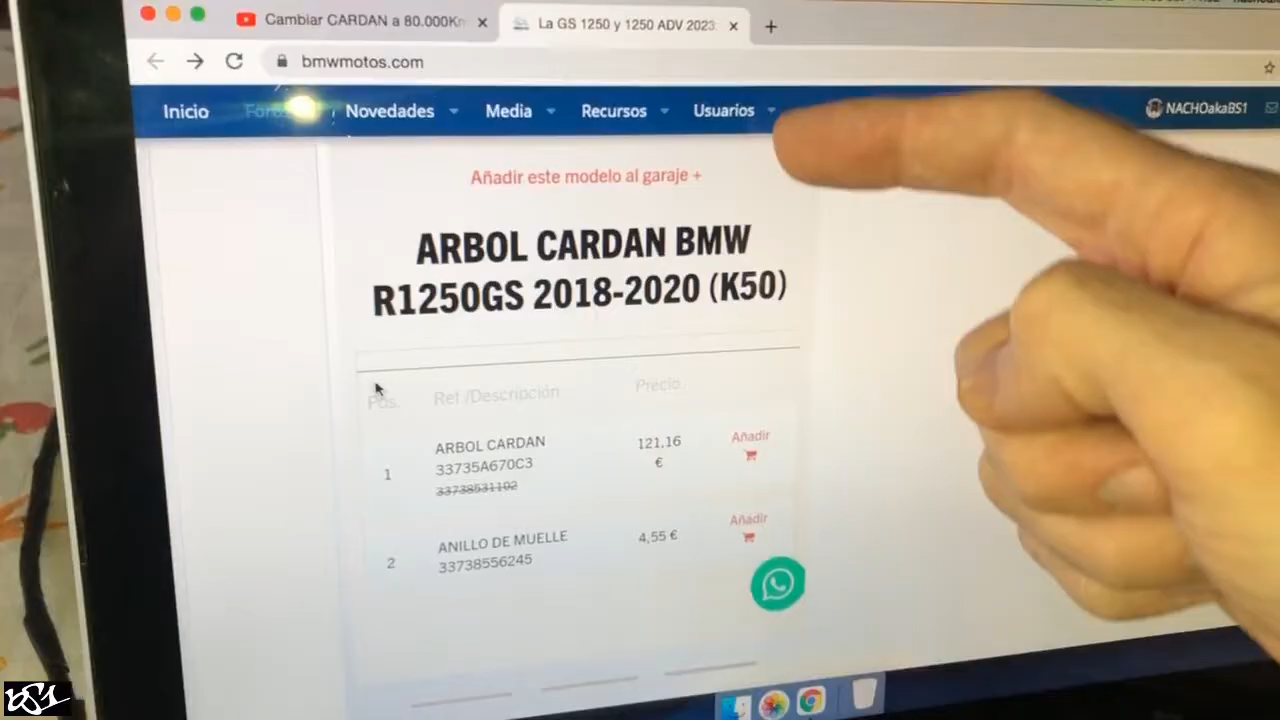 Cambiar CARDAN a 80.000Km
La GS 1250 y 1250 ADV 2023
bmwmotos.com
Inicio
Foros
Novedades
Media
Recursos
Usuarios
NACHOakaBS1
Añadir este modelo al garaje +
ARBOL CARDAN BMW
R1250GS 2018-2020 (K50)
Pos.
Ref./Descripción
Precio
1
ARBOL CARDAN
33735A670C3
33738531102
121,16
€
Añadir
2
ANILLO DE MUELLE
33738556245
4,55 €
Añadir
BS1